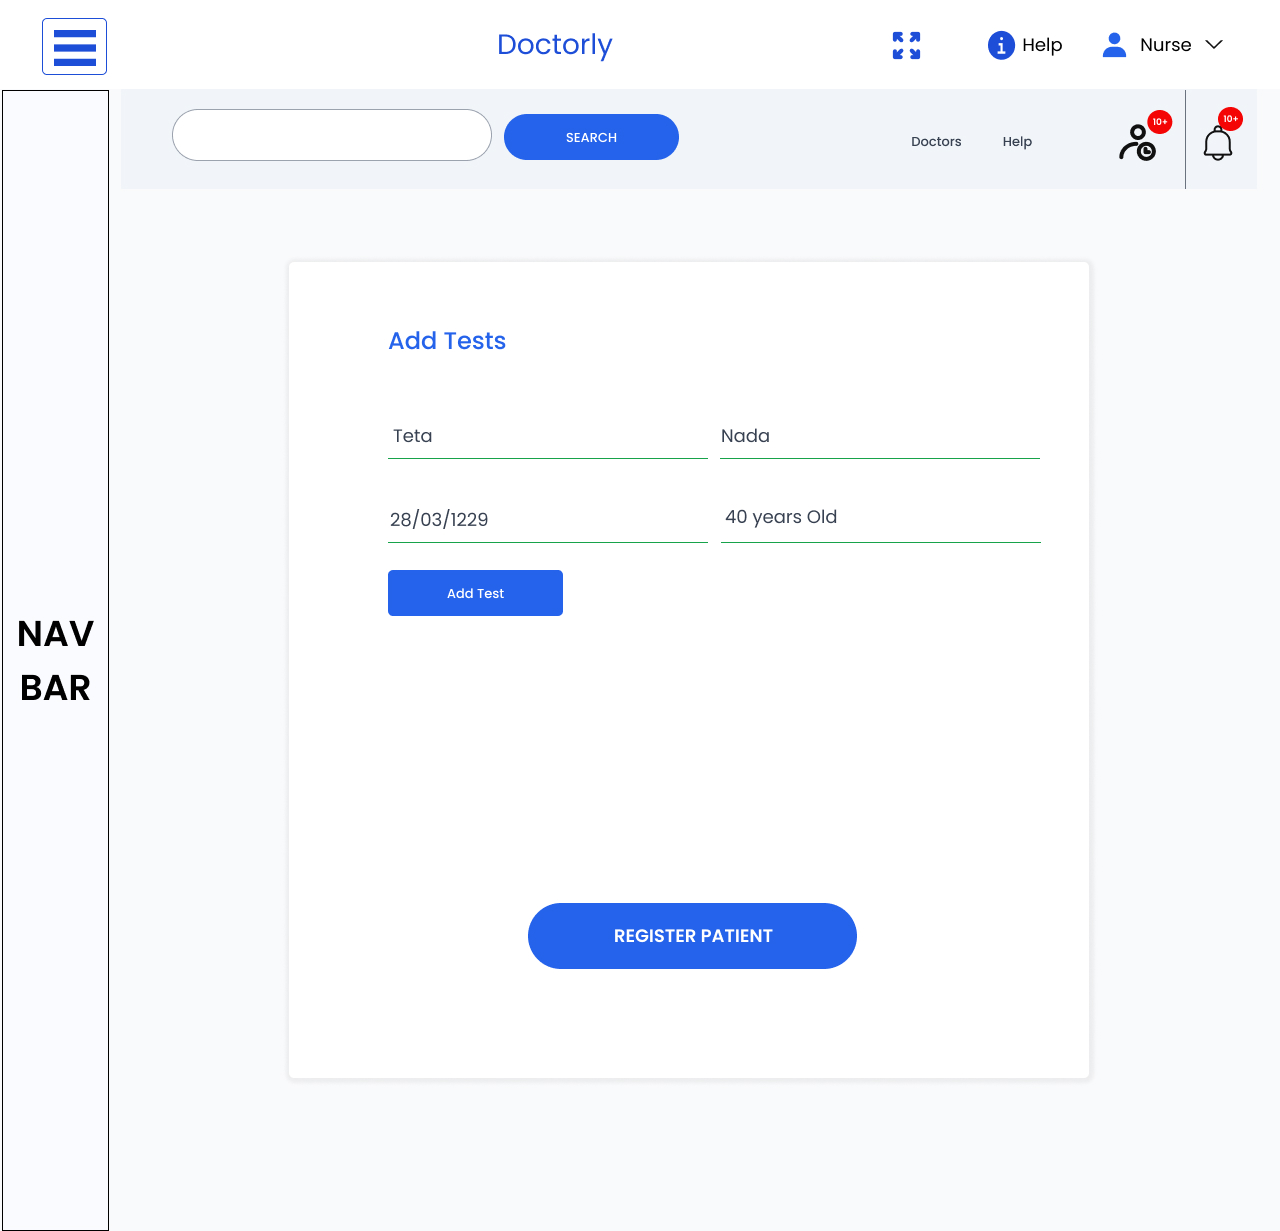 Doctorly
Help
Nurse
SEARCH
Doctors
Help
10+
10+
NAV
BAR
Add Tests
Teta
Nada
28/03/1229
40 years Old
Add Test
REGISTER PATIENT